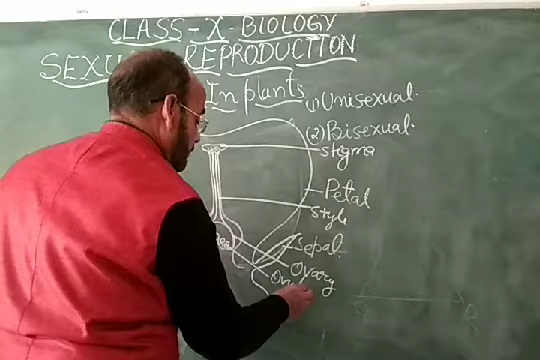 CLASS-X-BIOLOGY
REPRODUCTION
In plants
(1) Unisexual.
(2) Bisexual.
stigma
Petal
style
Sepal
Ovary